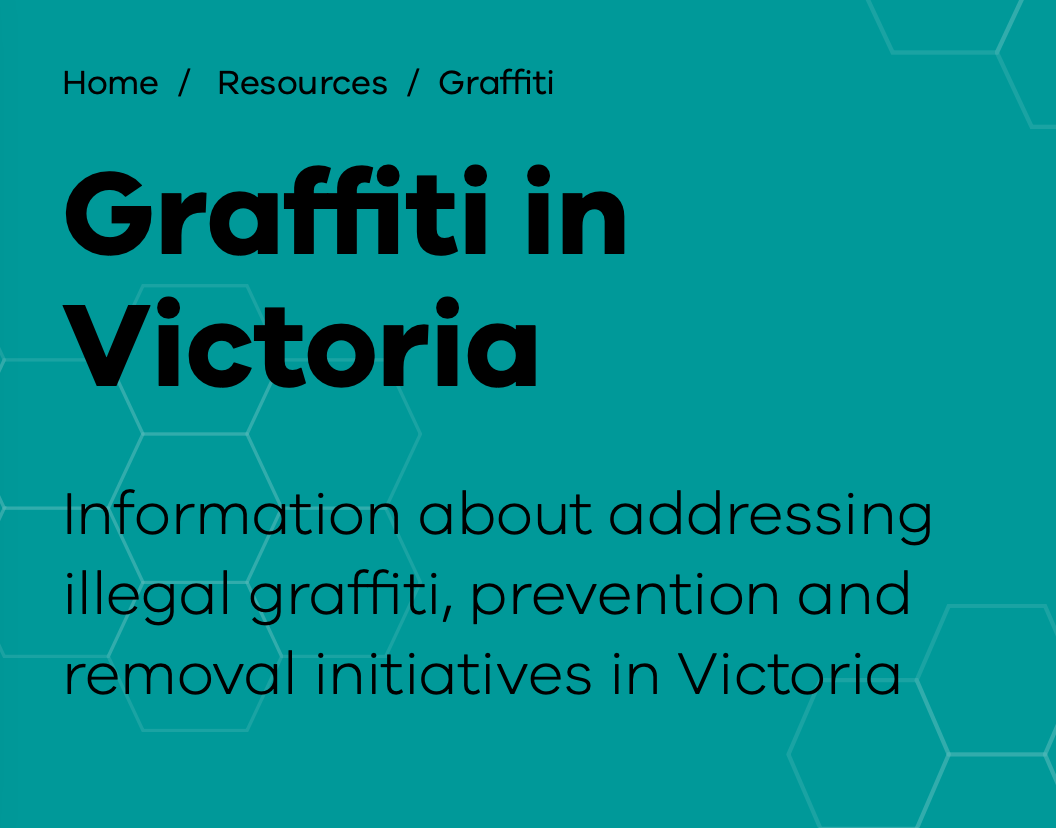 Home / Resources / Graffiti
Graffiti in
Victoria
Information about addressing
illegal graffiti, prevention and
removal initiatives in Victoria